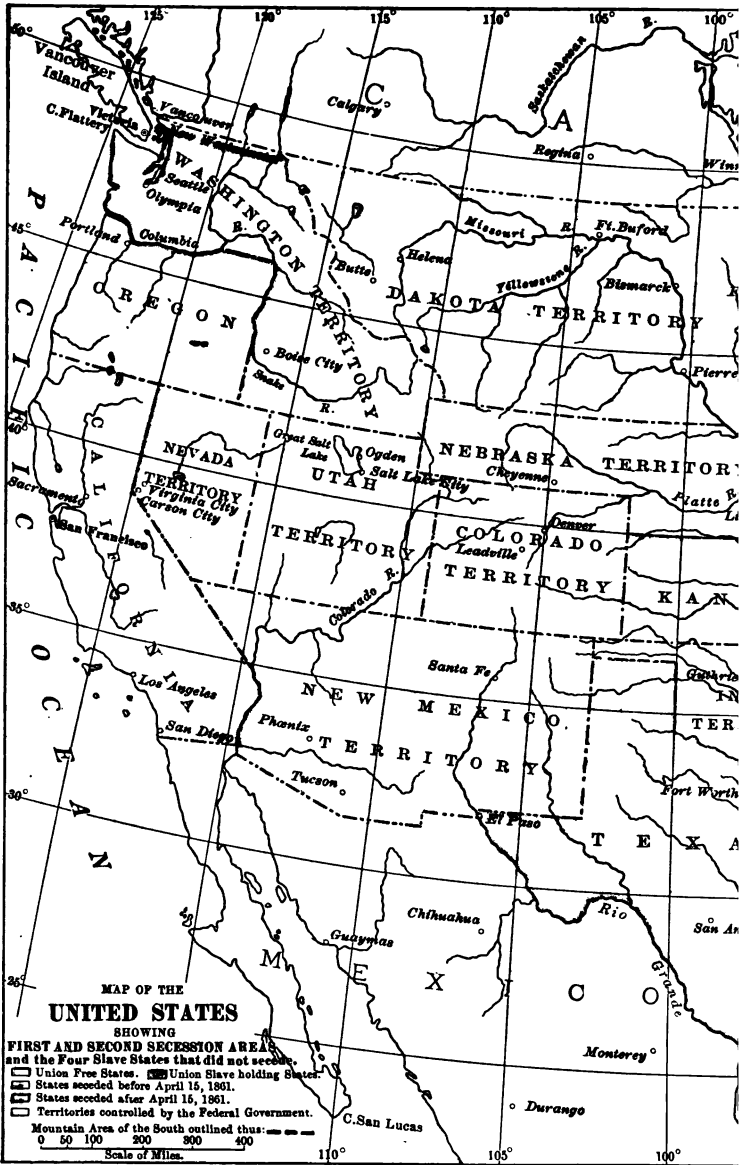 125° 120° 115° 110° 105° 100°
50°
Vancouver
Island
Calgary
C
A
Saskatchewan
R.
Vancouver
Victoria
C. Flattery
New Westminster
Regina
Winn
WASHINGTON TERRITORY
Seattle
Olympia
PACIFIC
45°
Portland
Columbia
R.
Missouri R.
Ft. Buford
Helena
Butte
Yellowstone R.
Bismarck
DAKOTA TERRITORY
OREGON
Boise City
Snake
R.
Pierre
40°
CALIFORNIA
NEVADA
TERRITORY
Virginia City
Carson City
Great Salt
Lake
Ogden
Salt Lake City
UTAH
TERRITORY
NEBRASKA TERRITORY
Cheyenne
Platte R.
Li
Sacramento
San Francisco
COLORADO
TERRITORY
Denver
Leadville
Colorado R.
KAN
35°
OCEAN
Los Angeles
San Diego
Santa Fe
NEW MEXICO
TERRITORY
Phœnix
Tucson
Guthrie
IN
TER
Fort Worth
30°
El Paso
TEXA
Chihuahua
Rio
Grande
San An
Guaymas
MEXICO
25°
MAP OF THE
UNITED STATES
SHOWING
FIRST AND SECOND SECESSION AREAS
and the Four Slave States that did not secede.
Union Free States. Union Slave holding States.
States seceded before April 15, 1861.
States seceded after April 15, 1861.
Territories controlled by the Federal Government.
Mountain Area of the South outlined thus:
0 50 100 200 300 400
Scale of Miles.
Monterey
Durango
C. San Lucas
110° 105° 100°